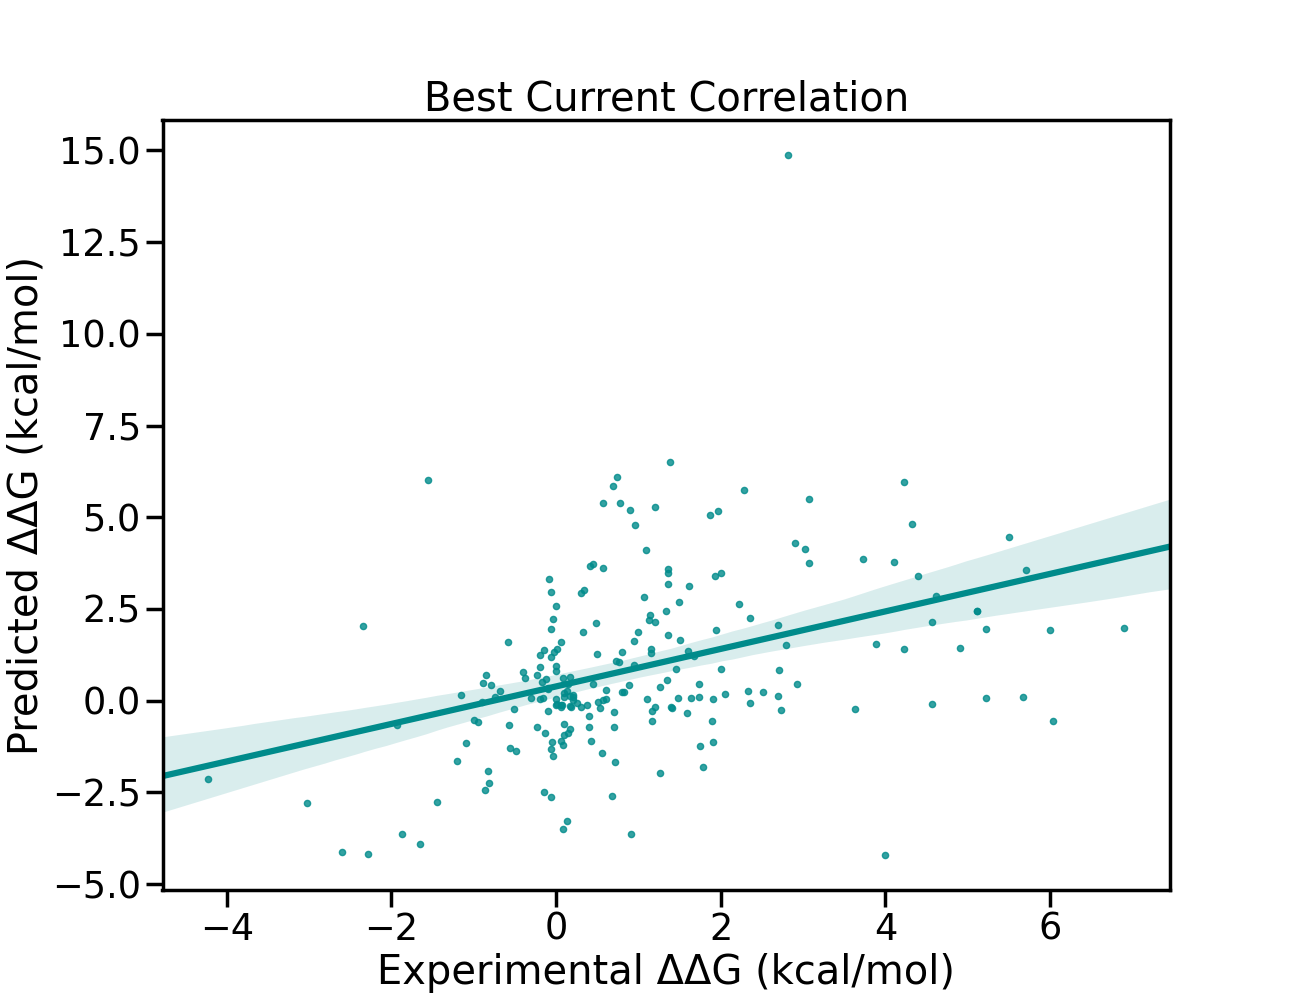 Best Current Correlation
15.0
12.5
10.0
7.5
5.0
2.5
0.0
−2.5
−5.0
Predicted ΔΔG (kcal/mol)
−4 −2 0 2 4 6
Experimental ΔΔG (kcal/mol)